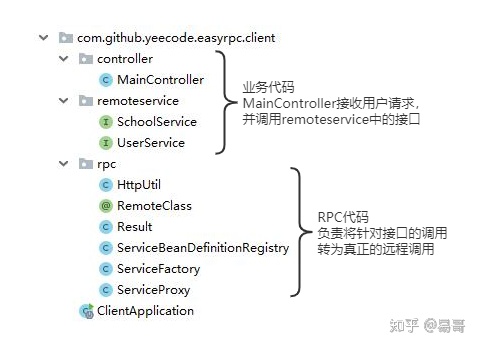 com.github.yeecode.easyrpc.client
controller
MainController
remoteservice
SchoolService
UserService
rpc
HttpUtil
RemoteClass
Result
ServiceBeanDefinitionRegistry
ServiceFactory
ServiceProxy
ClientApplication
业务代码
MainController接收用户请求,
并调用remoteservice中的接口
RPC代码
负责将针对接口的调用
转为真正的远程调用
知乎 @易哥